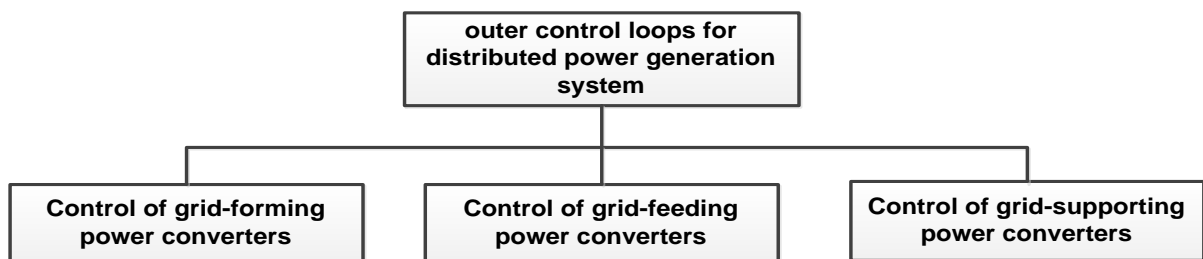 outer control loops for
distributed power generation
system
Control of grid-forming
power converters
Control of grid-feeding
power converters
Control of grid-supporting
power converters